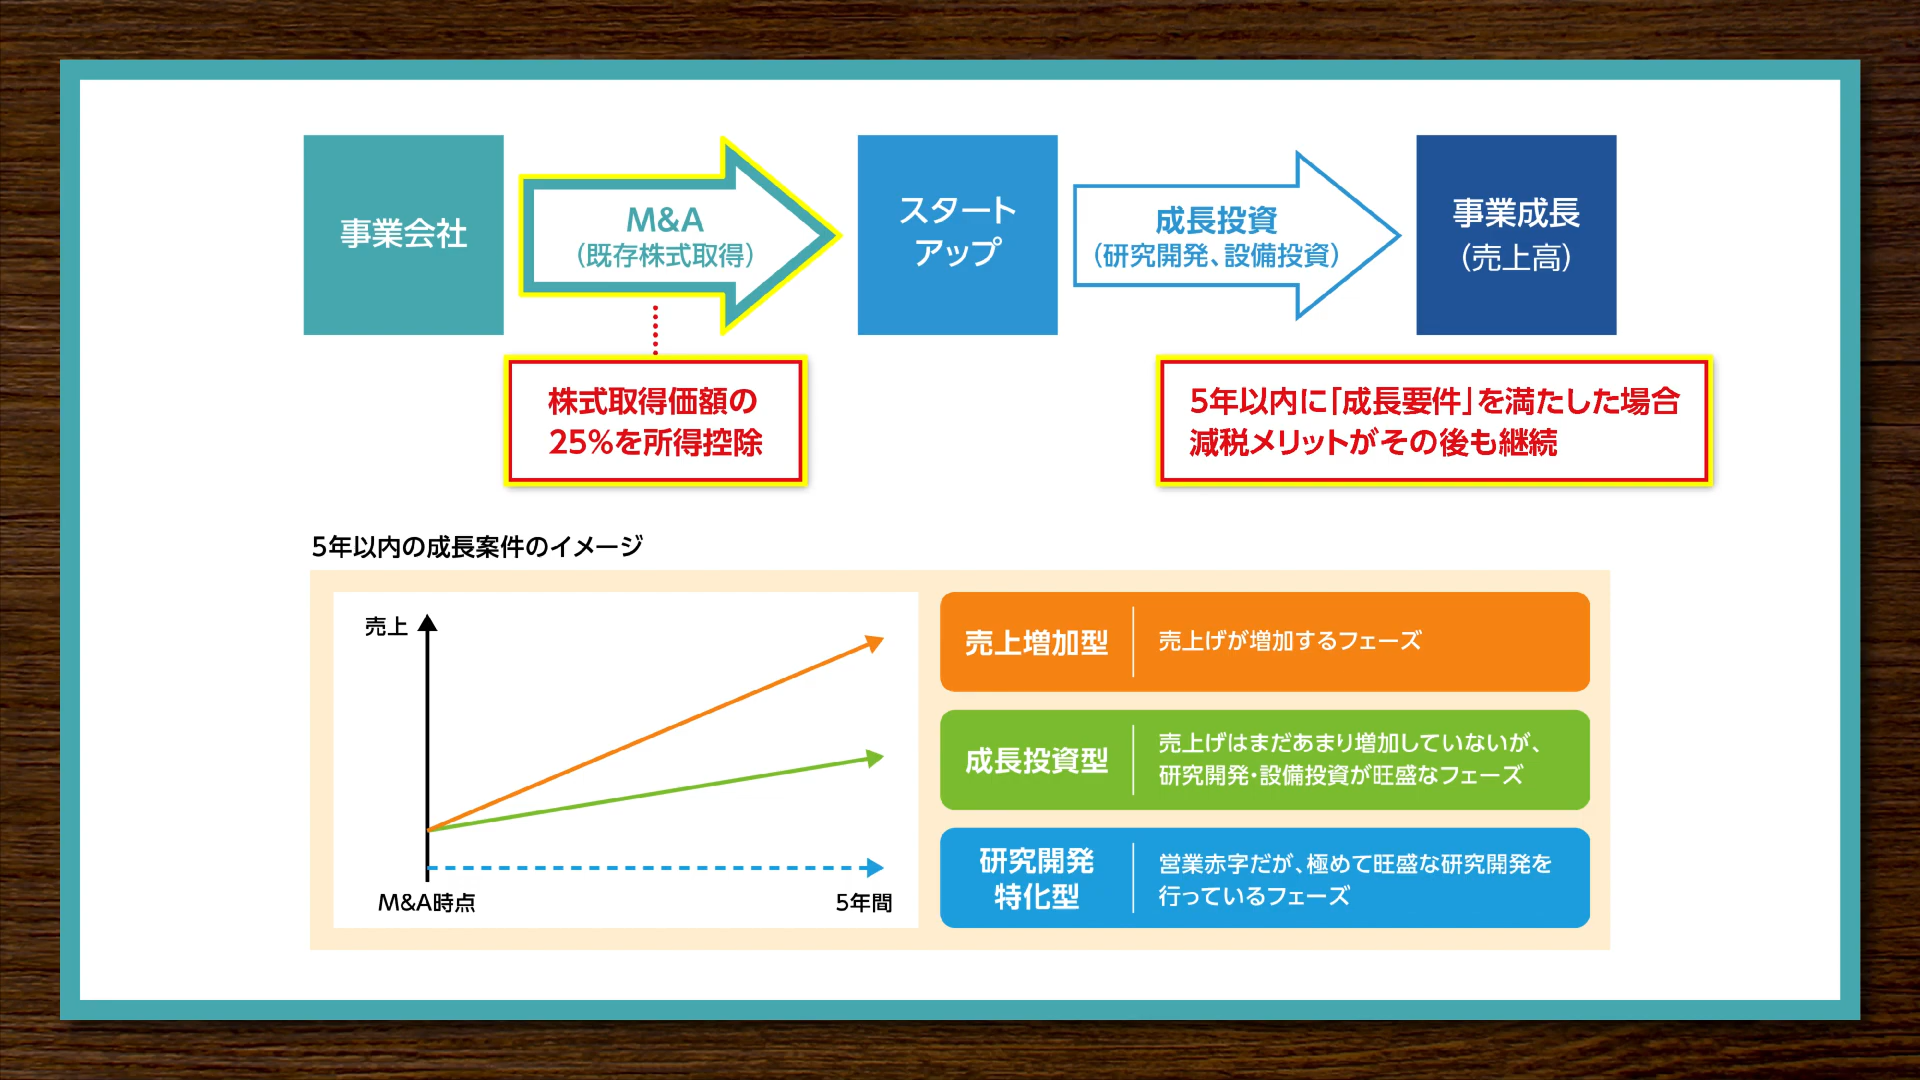 事業会社
M&A
(既存株式取得)
スタート
アップ
成長投資
(研究開発、設備投資)
事業成長
(売上高)
株式取得価額の
25%を所得控除
5年以内に「成長要件」を満たした場合
減税メリットがその後も継続
5年以内の成長案件のイメージ
売上
M&A時点
5年間
売上増加型
売上げが増加するフェーズ
成長投資型
売上げはまだあまり増加していないが、
研究開発・設備投資が旺盛なフェーズ
研究開発
特化型
営業赤字だが、極めて旺盛な研究開発を
行っているフェーズ